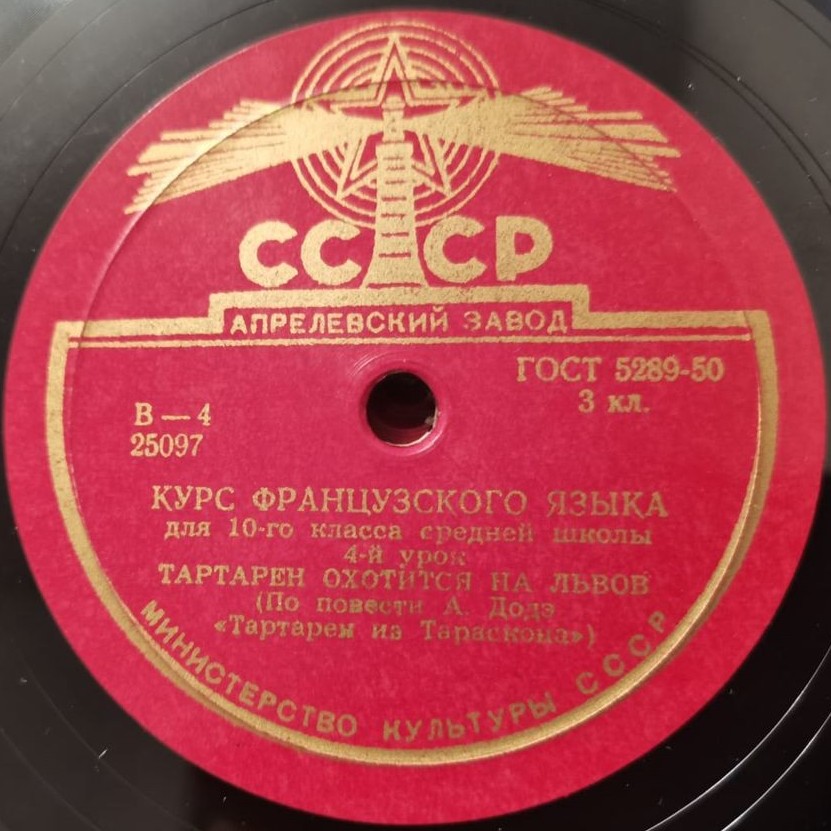 СССР
АПРЕЛЕВСКИЙ ЗАВОД
ГОСТ 5289-50
3 кл.
В — 4
25097
КУРС ФРАНЦУЗСКОГО ЯЗЫКА
для 10-го класса средней школы
4-й урок
ТАРТАРЕН ОХОТИТСЯ НА ЛЬВОВ
(По повести А. Додэ
«Тартарен из Тараскона»)
МИНИСТЕРСТВО КУЛЬТУРЫ СССР